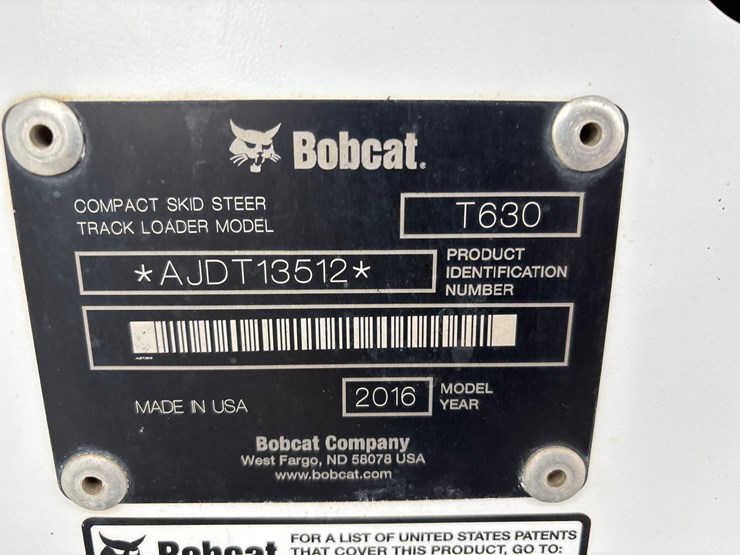 Bobcat.
COMPACT SKID STEER
TRACK LOADER MODEL
T630
*AJDT13512*
PRODUCT
IDENTIFICATION
NUMBER
MADE IN USA
2016
MODEL
YEAR
Bobcat Company
West Fargo, ND 58078 USA
www.bobcat.com
Bobcat
FOR A LIST OF UNITED STATES PATENTS
THAT COVER THIS PRODUCT, GO TO: